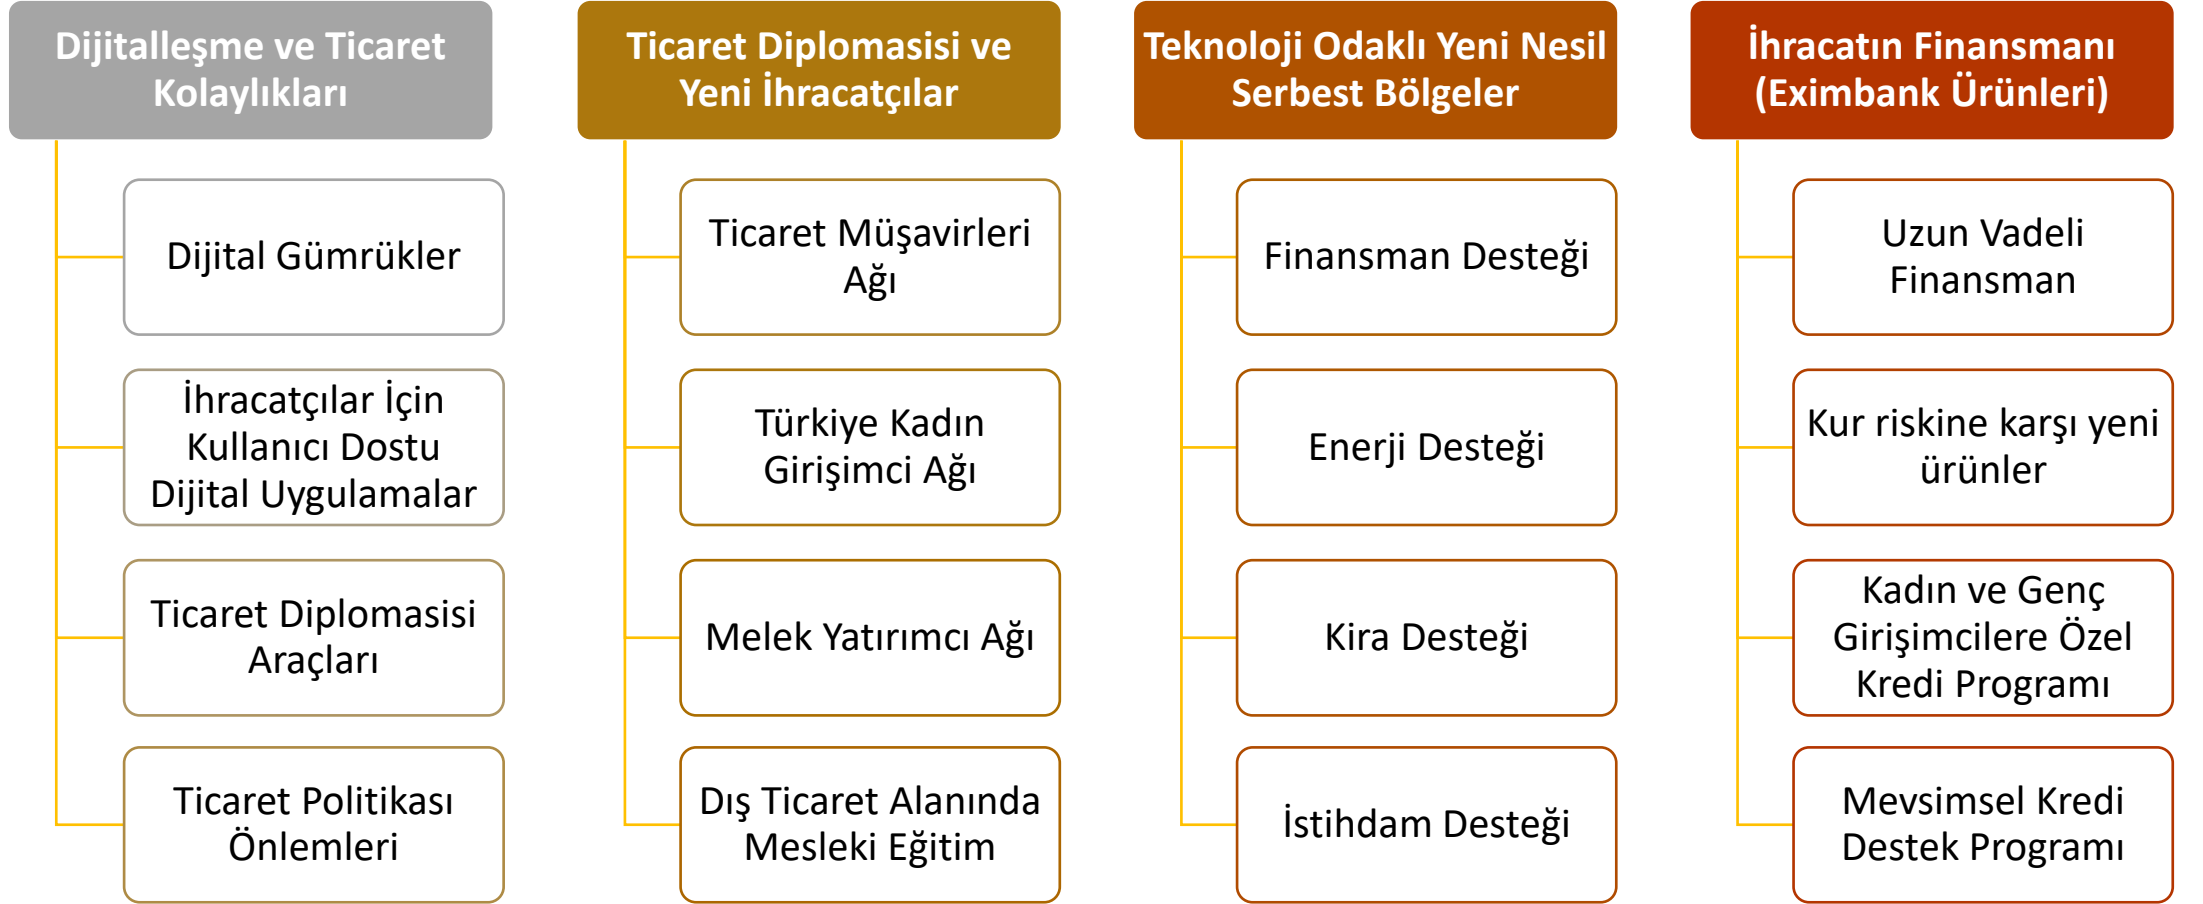 Dijitalleşme ve Ticaret
Kolaylıkları
Dijital Gümrükler
İhracatçılar İçin
Kullanıcı Dostu
Dijital Uygulamalar
Ticaret Diplomasisi
Araçları
Ticaret Politikası
Önlemleri
Ticaret Diplomasisi ve
Yeni İhracatçılar
Ticaret Müşavirleri
Ağı
Türkiye Kadın
Girişimci Ağı
Melek Yatırımcı Ağı
Dış Ticaret Alanında
Mesleki Eğitim
Teknoloji Odaklı Yeni Nesil
Serbest Bölgeler
Finansman Desteği
Enerji Desteği
Kira Desteği
İstihdam Desteği
İhracatın Finansmanı
(Eximbank Ürünleri)
Uzun Vadeli
Finansman
Kur riskine karşı yeni
ürünler
Kadın ve Genç
Girişimcilere Özel
Kredi Programı
Mevsimsel Kredi
Destek Programı